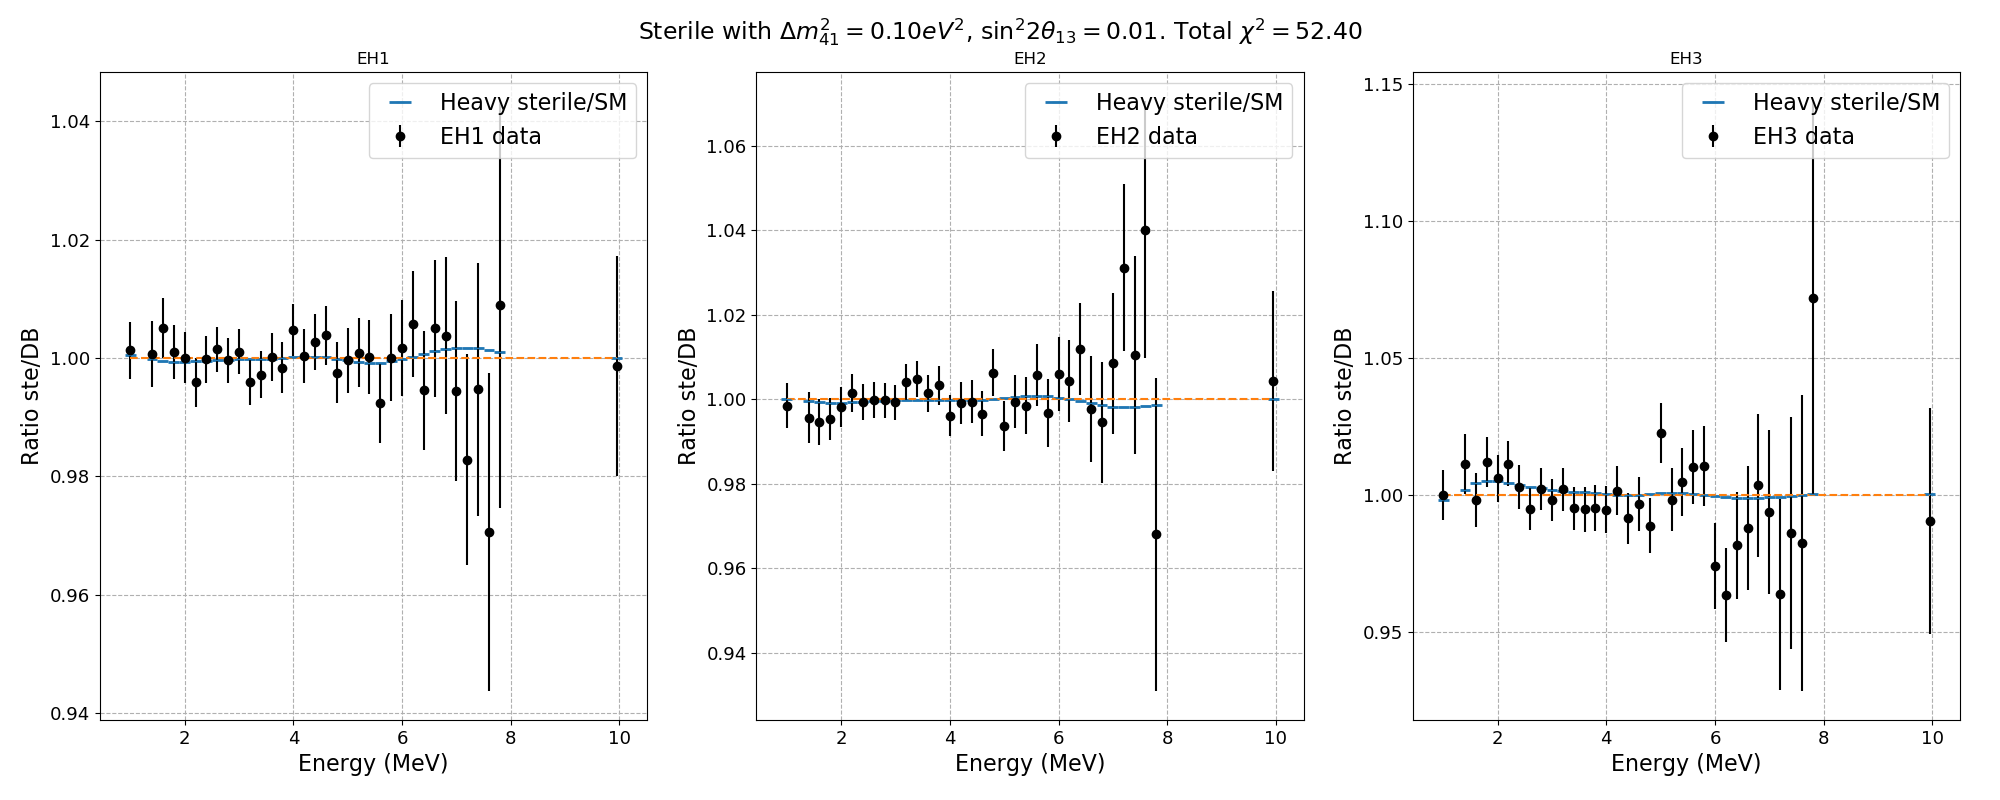 Sterile with Δm²₄₁ = 0.10eV², sin²2θ₁₃ = 0.01. Total χ² = 52.40
EH1
Heavy sterile/SM
EH1 data
1.04
1.02
1.00
0.98
0.96
0.94
Ratio ste/DB
2 4 6 8 10
Energy (MeV)
EH2
Heavy sterile/SM
EH2 data
1.06
1.04
1.02
1.00
0.98
0.96
0.94
Ratio ste/DB
2 4 6 8 10
Energy (MeV)
EH3
Heavy sterile/SM
EH3 data
1.15
1.10
1.05
1.00
0.95
Ratio ste/DB
2 4 6 8 10
Energy (MeV)